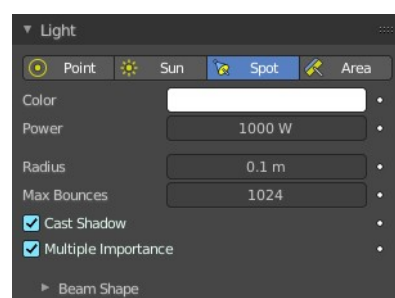 Light
Point Sun Spot Area
Color
Power 1000 W
Radius 0.1 m
Max Bounces 1024
Cast Shadow
Multiple Importance
Beam Shape